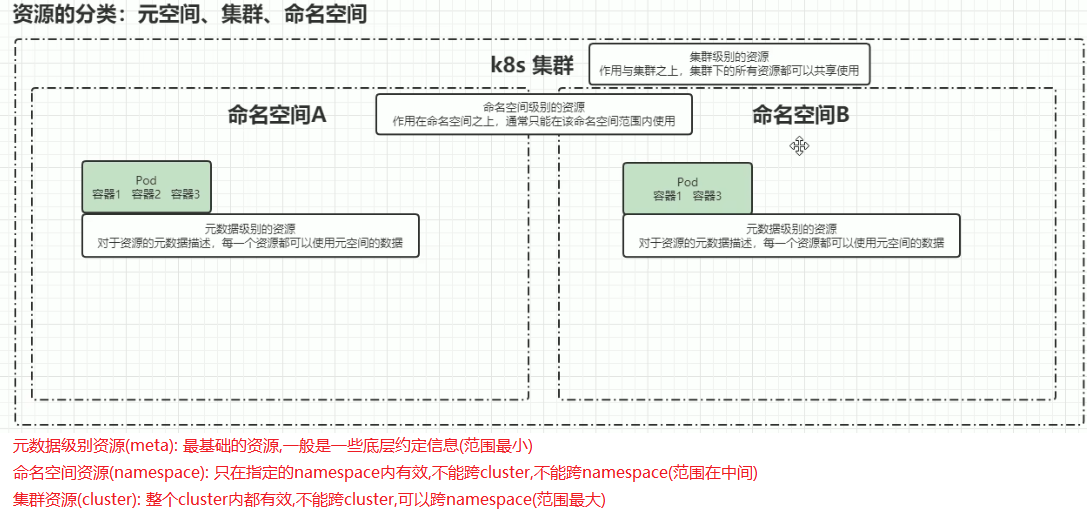 资源的分类：元空间、集群、命名空间
k8s 集群
集群级别的资源
作用与集群之上，集群下的所有资源都可以共享使用
命名空间A
命名空间级别的资源
作用在命名空间之上，通常只能在该命名空间范围内使用
命名空间B
Pod
容器1 容器2 容器3
元数据级别的资源
对于资源的元数据描述，每一个资源都可以使用元空间的数据
Pod
容器1 容器3
元数据级别的资源
对于资源的元数据描述，每一个资源都可以使用元空间的数据
元数据级别资源(meta): 最基础的资源,一般是一些底层约定信息(范围最小)
命名空间资源(namespace): 只在指定的namespace内有效,不能跨cluster,不能跨namespace(范围在中间)
集群资源(cluster): 整个cluster内都有效,不能跨cluster,可以跨namespace(范围最大)